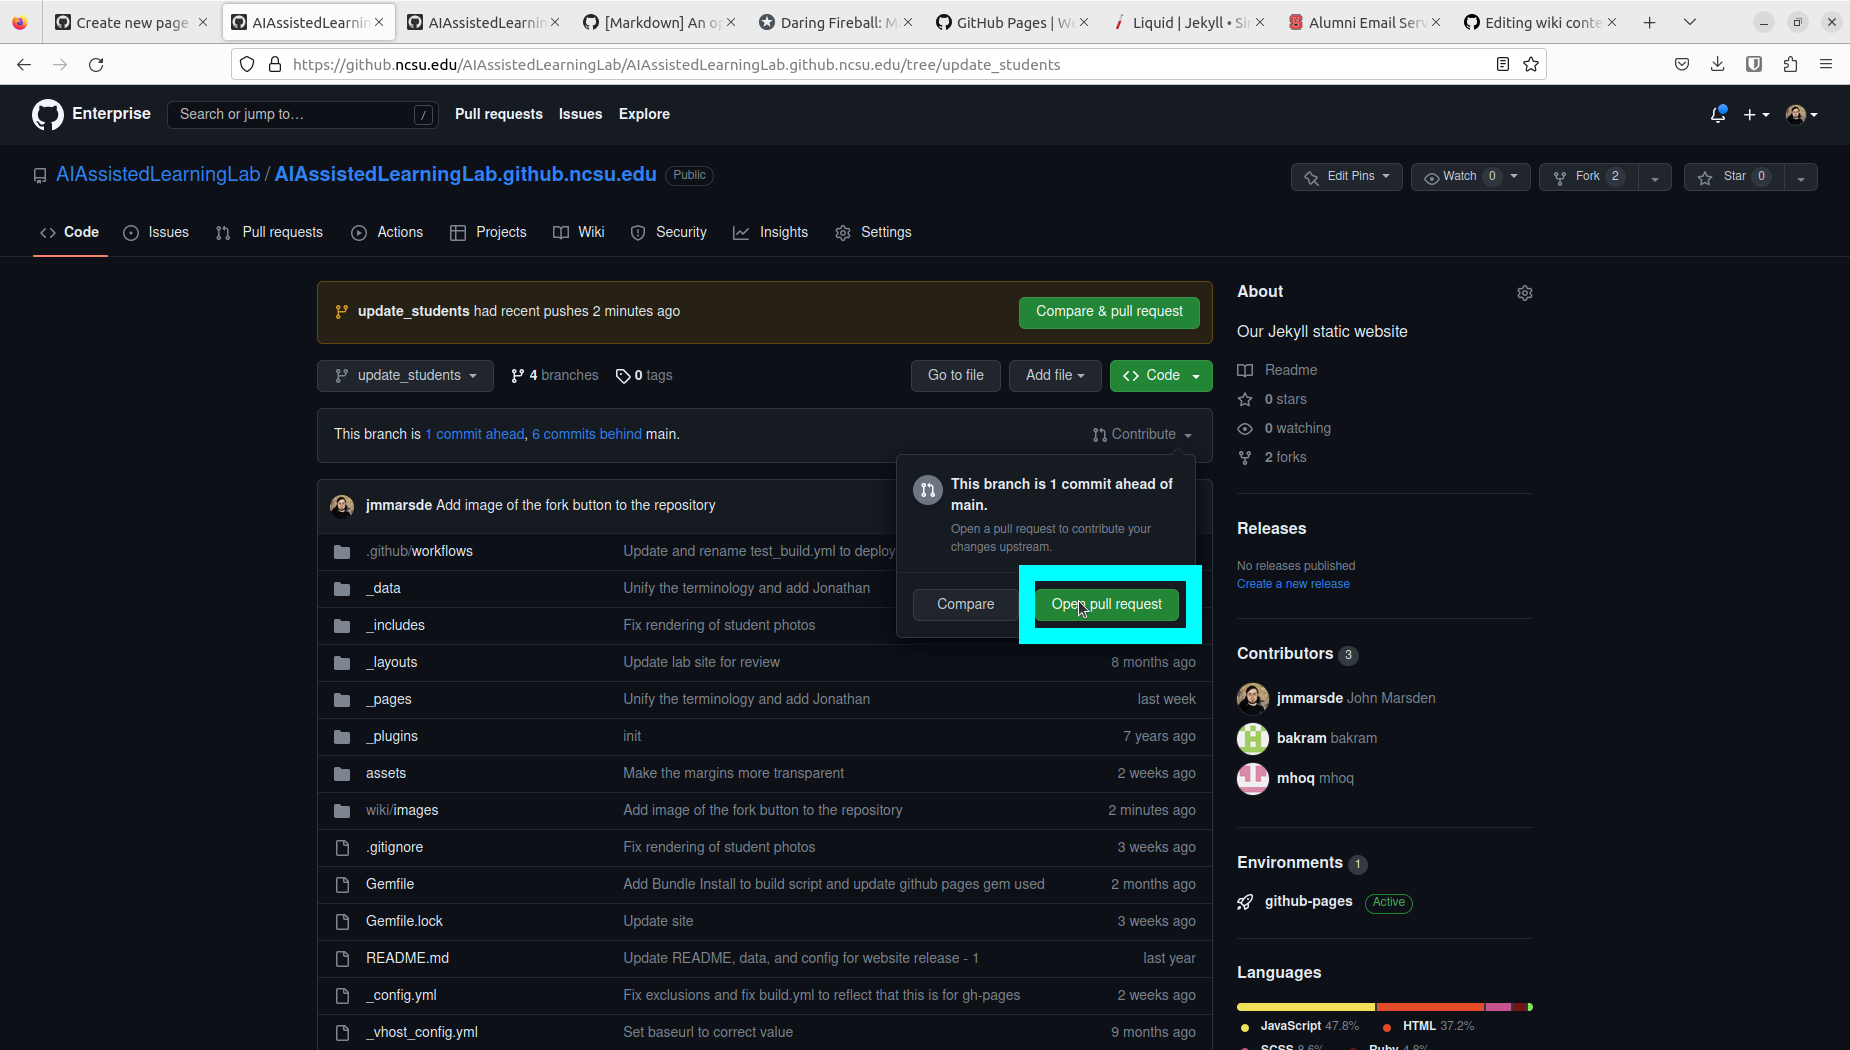 Create new page
AIAssistedLearnin
AIAssistedLearnin
[Markdown] An op
Daring Fireball: M
GitHub Pages | We
Liquid | Jekyll • Sir
Alumni Email Serv
Editing wiki conte
https://github.ncsu.edu/AIAssistedLearningLab/AIAssistedLearningLab.github.ncsu.edu/tree/update_students
Enterprise
Search or jump to…
/
Pull requests
Issues
Explore
AIAssistedLearningLab / AIAssistedLearningLab.github.ncsu.edu
Public
Edit Pins
Watch 0
Fork 2
Star 0
Code
Issues
Pull requests
Actions
Projects
Wiki
Security
Insights
Settings
update_students had recent pushes 2 minutes ago
Compare & pull request
update_students
4 branches
0 tags
Go to file
Add file
Code
This branch is 1 commit ahead, 6 commits behind main.
Contribute
This branch is 1 commit ahead of
main.
Open a pull request to contribute your
changes upstream.
Compare
Open pull request
jmmarsde Add image of the fork button to the repository
.github/workflows
Update and rename test_build.yml to deploy
_data
Unify the terminology and add Jonathan
_includes
Fix rendering of student photos
_layouts
Update lab site for review
8 months ago
_pages
Unify the terminology and add Jonathan
last week
_plugins
init
7 years ago
assets
Make the margins more transparent
2 weeks ago
wiki/images
Add image of the fork button to the repository
2 minutes ago
.gitignore
Fix rendering of student photos
3 weeks ago
Gemfile
Add Bundle Install to build script and update github pages gem used
2 months ago
Gemfile.lock
Update site
3 weeks ago
README.md
Update README, data, and config for website release - 1
last year
_config.yml
Fix exclusions and fix build.yml to reflect that this is for gh-pages
2 weeks ago
_vhost_config.yml
Set baseurl to correct value
9 months ago
About
Our Jekyll static website
Readme
0 stars
0 watching
2 forks
Releases
No releases published
Create a new release
Contributors 3
jmmarsde John Marsden
bakram bakram
mhoq mhoq
Environments 1
github-pages
Active
Languages
JavaScript 47.8%
HTML 37.2%
SCSS 8.6%
Ruby 4.8%